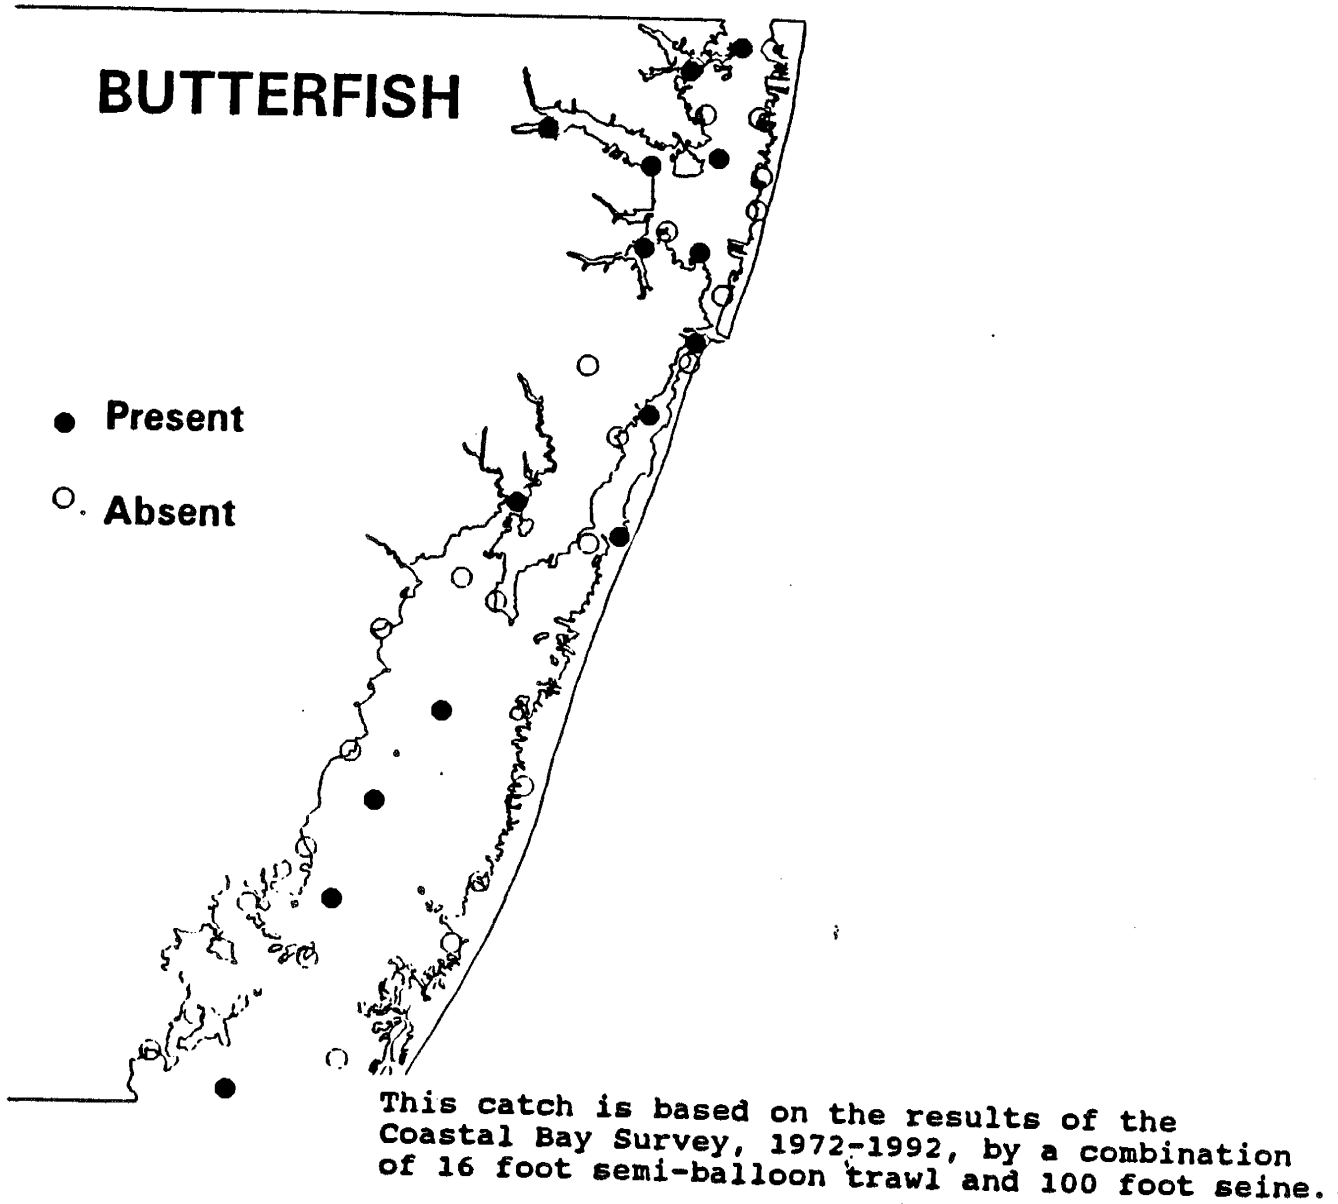 BUTTERFISH
Present
Absent
This catch is based on the results of the
Coastal Bay Survey, 1972-1992, by a combination
of 16 foot semi-balloon trawl and 100 foot seine.